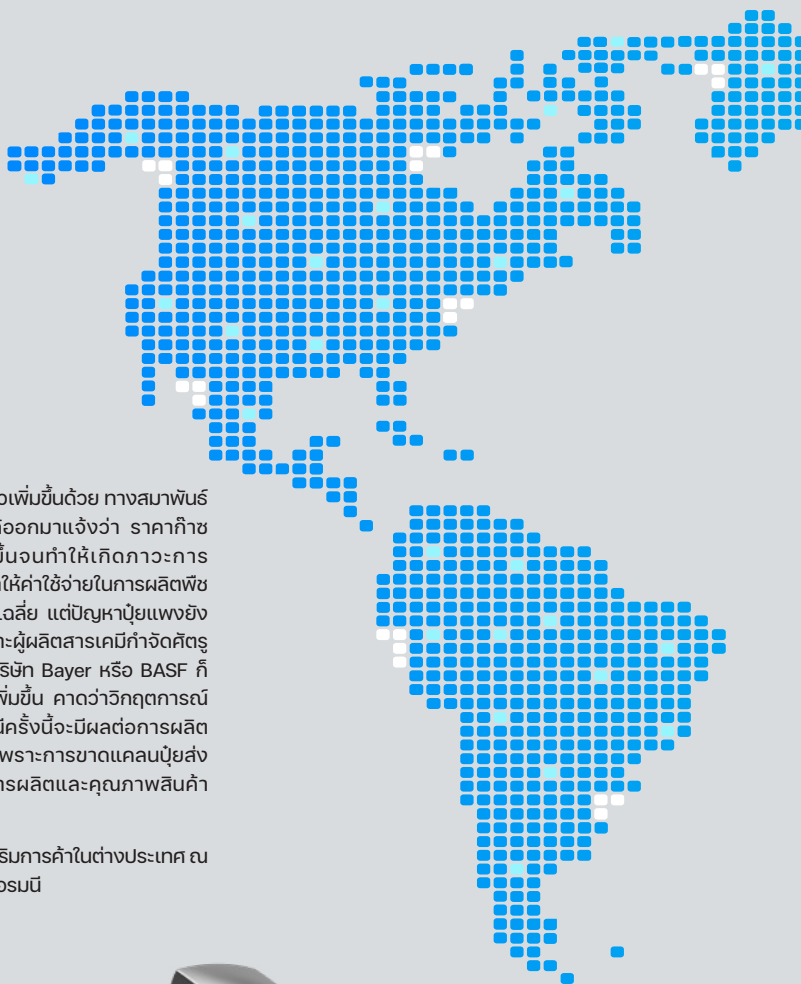 เพิ่มขึ้นด้วย ทางสมาพันธ์
ออกมาแจ้งว่า ราคาก๊าซ
ขึ้นจนทำให้เกิดภาวะการ
ให้ค่าใช้จ่ายในการผลิตพืช
เฉลี่ย แต่ปัญหาปุ๋ยแพงยัง
ผู้ผลิตสารเคมีกำจัดศัตรู
บริษัท Bayer หรือ BASF ก็
เพิ่มขึ้น คาดว่าวิกฤตการณ์
ครั้งนี้จะมีผลต่อการผลิต
เพราะการขาดแคลนปุ๋ยส่ง
การผลิตและคุณภาพสินค้า
ริมการค้าในต่างประเทศ ณ
อรมนี